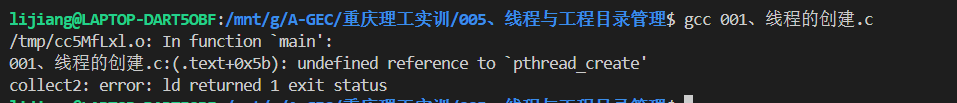 lijiang@LAPTOP-DART5OBF:/mnt/g/A-GEC/重庆理工实训/005、线程与工程目录管理$ gcc 001、线程的创建.c
/tmp/cc5MfLxl.o: In function `main':
001、线程的创建.c:(.text+0x5b): undefined reference to `pthread_create'
collect2: error: ld returned 1 exit status
lijiang@LAPTOP-DART5OBF:/mnt/g/A-GEC/重庆理工实训/005、线程与工程目录管理$